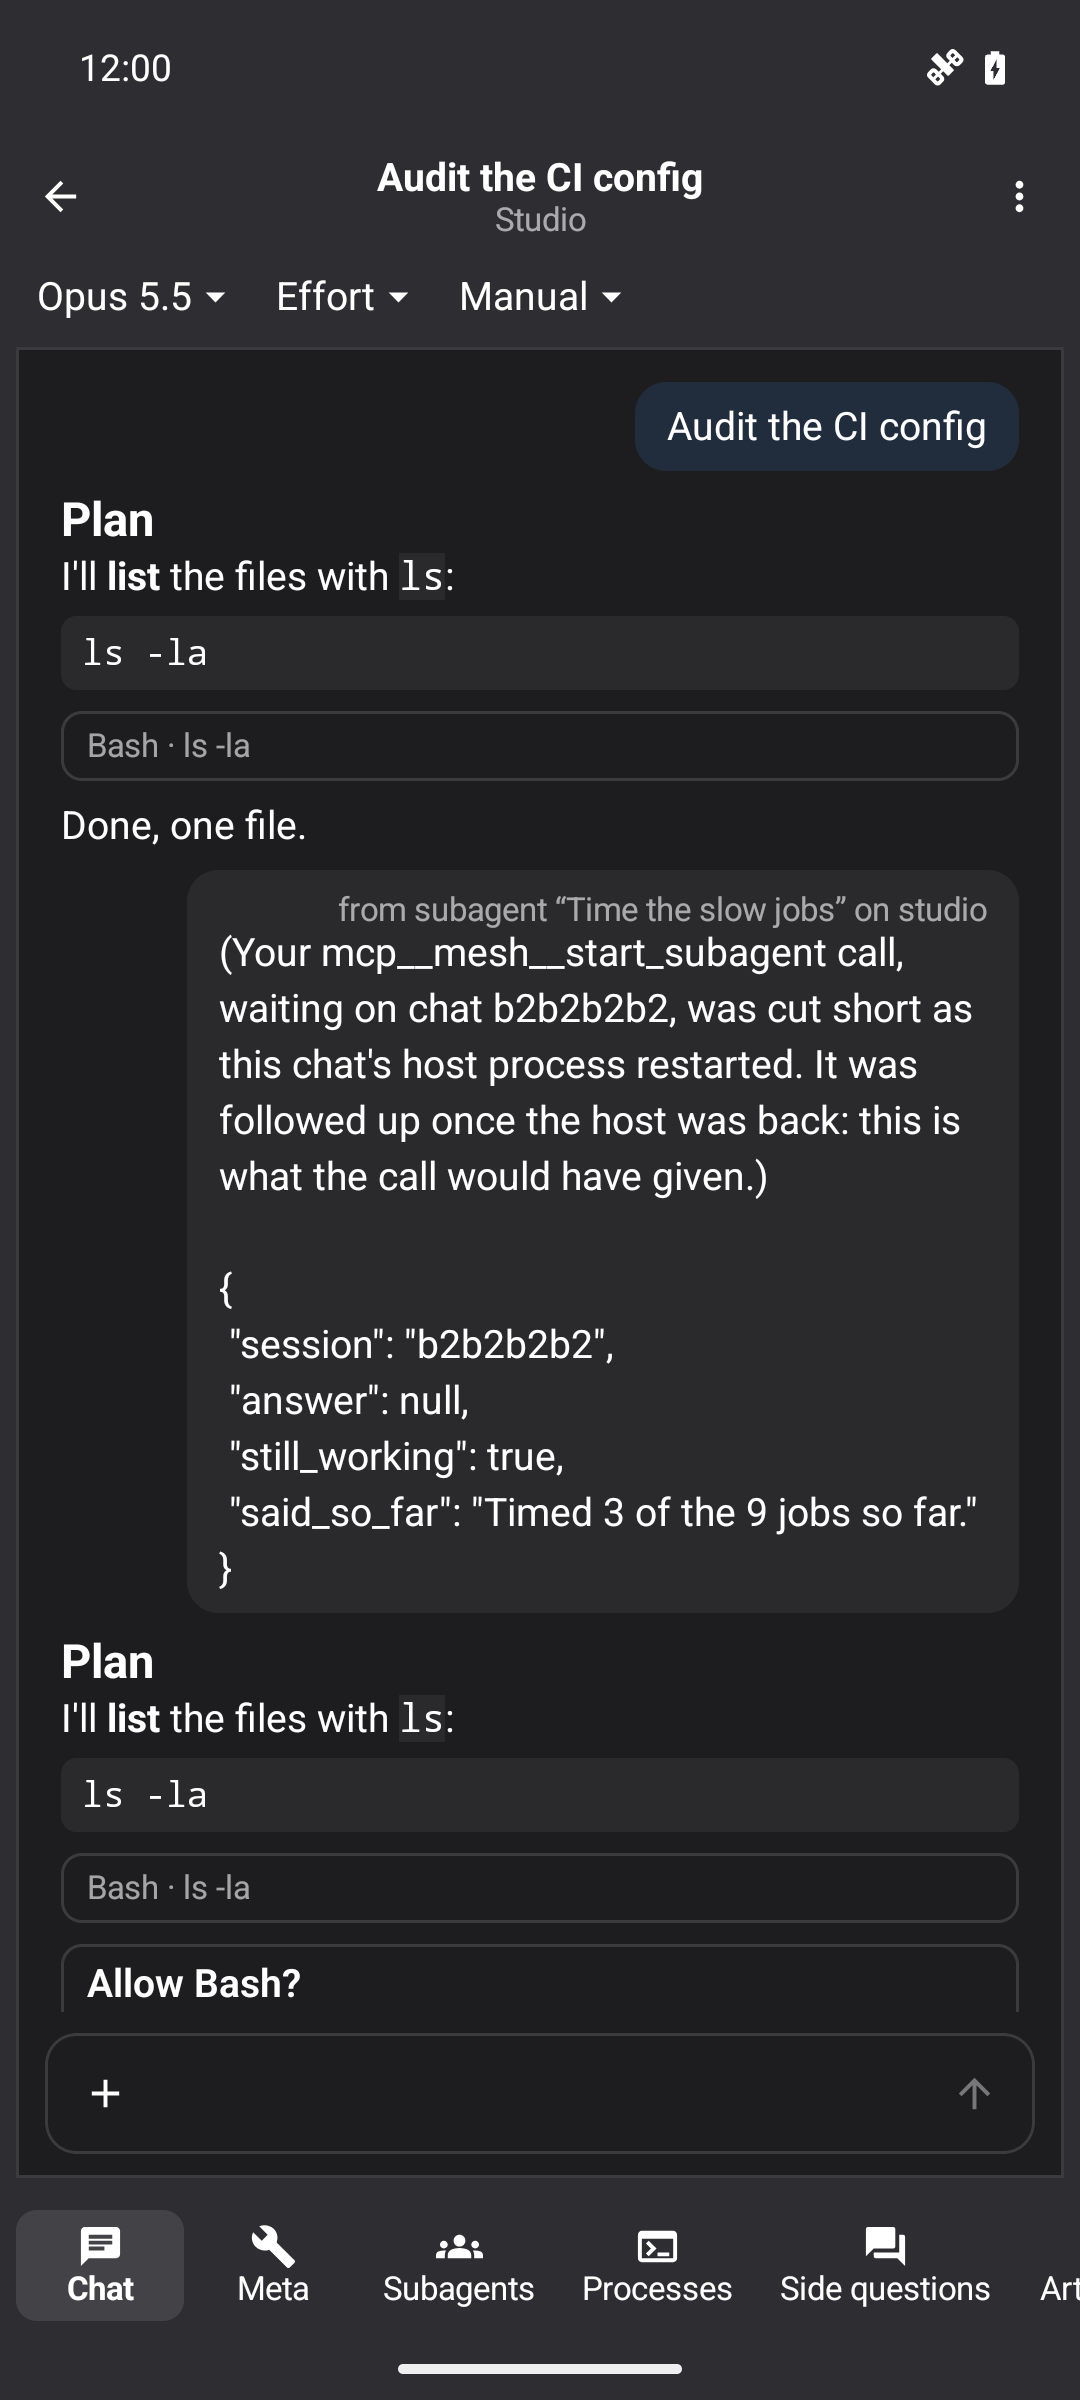 12:00
Audit the CI config
Studio
Opus 5.5
Effort
Manual
Audit the CI config
Plan
I'll list the files with ls:
ls -la
Bash · ls -la
Done, one file.
from subagent “Time the slow jobs” on studio
(Your mcp__mesh__start_subagent call,
waiting on chat b2b2b2b2, was cut short as
this chat's host process restarted. It was
followed up once the host was back: this is
what the call would have given.)
{
"session": "b2b2b2b2",
"answer": null,
"still_working": true,
"said_so_far": "Timed 3 of the 9 jobs so far."
}
Plan
I'll list the files with ls:
ls -la
Bash · ls -la
Allow Bash?
Chat
Meta
Subagents
Processes
Side questions
Art